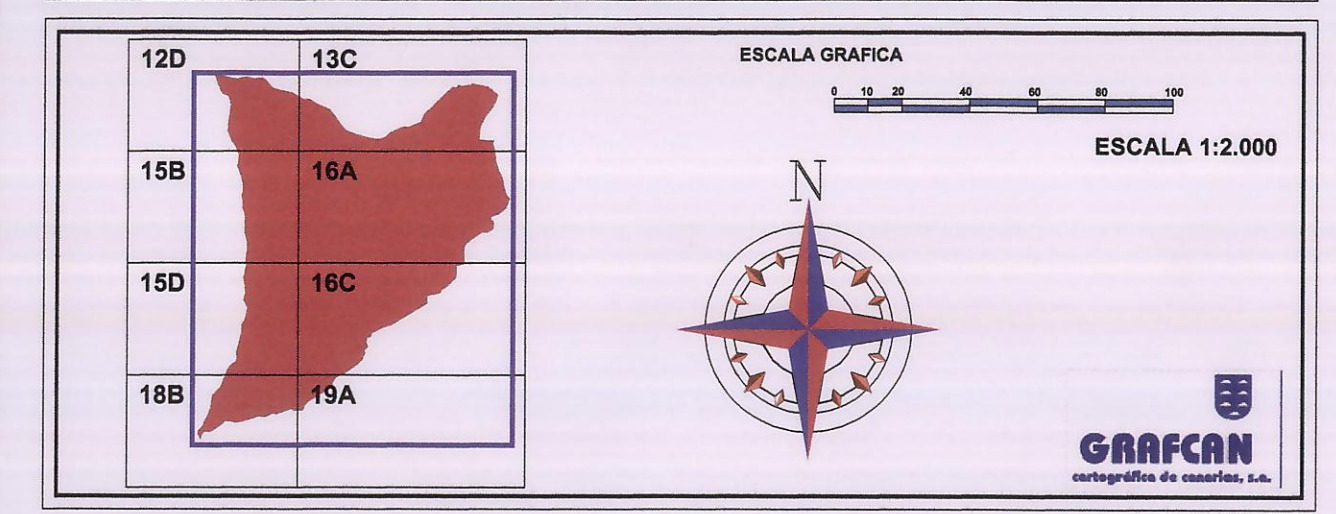 12D 13C
15B 16A
15D 16C
18B 19A
ESCALA GRAFICA
0 10 20 40 60 80 100
ESCALA 1:2.000
N
GRAFCAN
cartográfica de canarias, s.a.